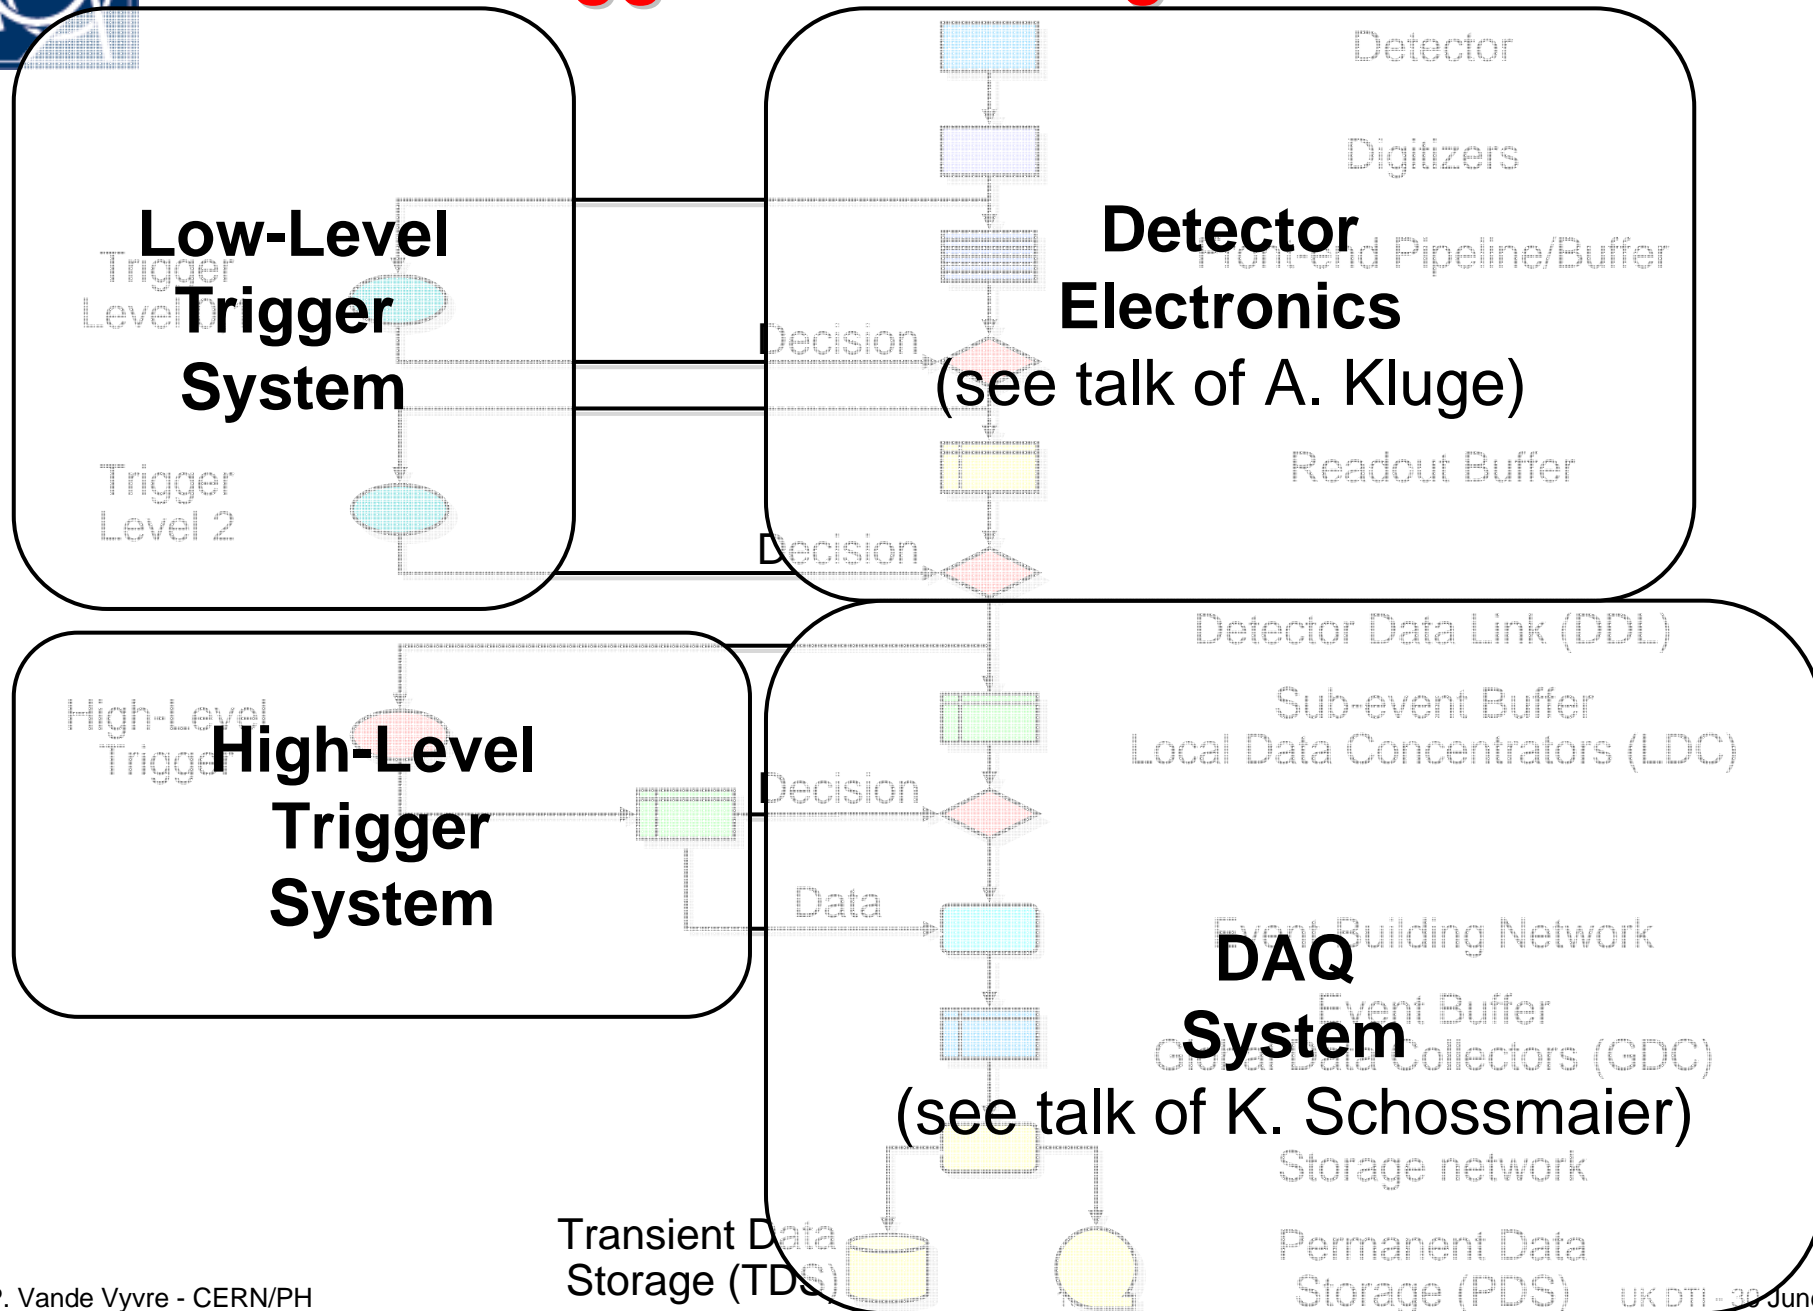 Detector
Digitizers
Low-Level
Trigger
System
Trigger
Level 0,1
Detector
Electronics
(see talk of A. Kluge)
Front-end Pipeline/Buffer
Decision
Readout Buffer
Trigger
Level 2
Decision
Detector Data Link (DDL)
Sub-event Buffer
Local Data Concentrators (LDC)
High-Level
Trigger
High-Level
Trigger
System
Decision
Data
Event Building Network
DAQ
System
(see talk of K. Schossmaier)
Event Buffer
Global Data Collectors (GDC)
Storage network
Transient Data
Storage (TDS)
Permanent Data
Storage (PDS)
P. Vande Vyvre - CERN/PH
UK DTI - 30 Jun